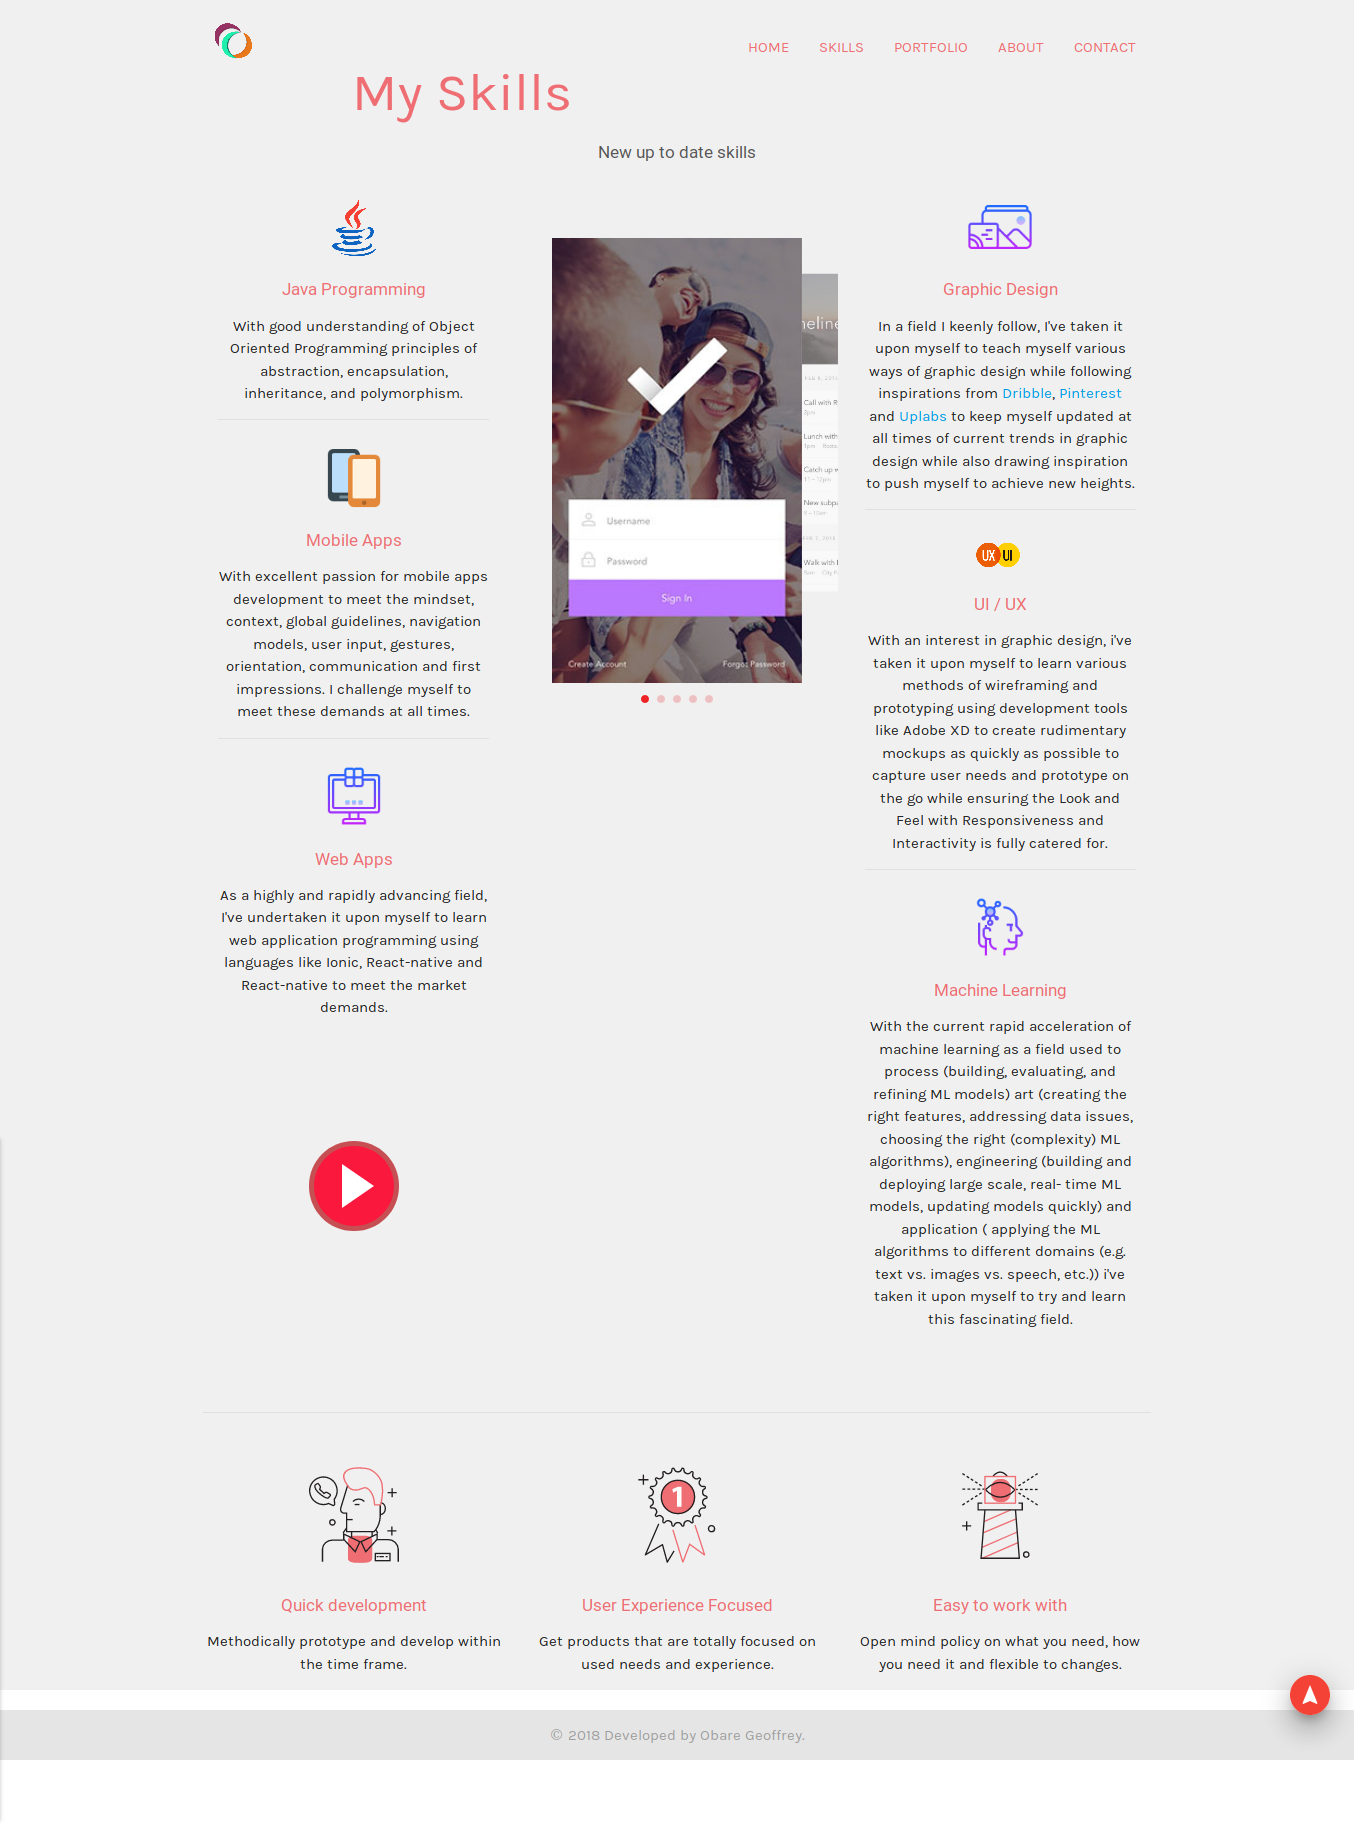 HOME SKILLS PORTFOLIO ABOUT CONTACT
My Skills
New up to date skills
Java Programming
With good understanding of Object
Oriented Programming principles of
abstraction, encapsulation,
inheritance, and polymorphism.
Mobile Apps
With excellent passion for mobile apps
development to meet the mindset,
context, global guidelines, navigation
models, user input, gestures,
orientation, communication and first
impressions. I challenge myself to
meet these demands at all times.
Web Apps
As a highly and rapidly advancing field,
I've undertaken it upon myself to learn
web application programming using
languages like Ionic, React-native and
React-native to meet the market
demands.
Username
Password
Sign In
Create Account Forgot Password
Call with R
2pm
Lunch with
1pm
Catch up w
11 - 12pm
New subpa
Walk with
Graphic Design
In a field I keenly follow, I've taken it
upon myself to teach myself various
ways of graphic design while following
inspirations from Dribble, Pinterest
and Uplabs to keep myself updated at
all times of current trends in graphic
design while also drawing inspiration
to push myself to achieve new heights.
UX UI
UI / UX
With an interest in graphic design, i've
taken it upon myself to learn various
methods of wireframing and
prototyping using development tools
like Adobe XD to create rudimentary
mockups as quickly as possible to
capture user needs and prototype on
the go while ensuring the Look and
Feel with Responsiveness and
Interactivity is fully catered for.
Machine Learning
With the current rapid acceleration of
machine learning as a field used to
process (building, evaluating, and
refining ML models) art (creating the
right features, addressing data issues,
choosing the right (complexity) ML
algorithms), engineering (building and
deploying large scale, real- time ML
models, updating models quickly) and
application ( applying the ML
algorithms to different domains (e.g.
text vs. images vs. speech, etc.)) i've
taken it upon myself to try and learn
this fascinating field.
1
Quick development
Methodically prototype and develop within
the time frame.
User Experience Focused
Get products that are totally focused on
used needs and experience.
Easy to work with
Open mind policy on what you need, how
you need it and flexible to changes.
© 2018 Developed by Obare Geoffrey.